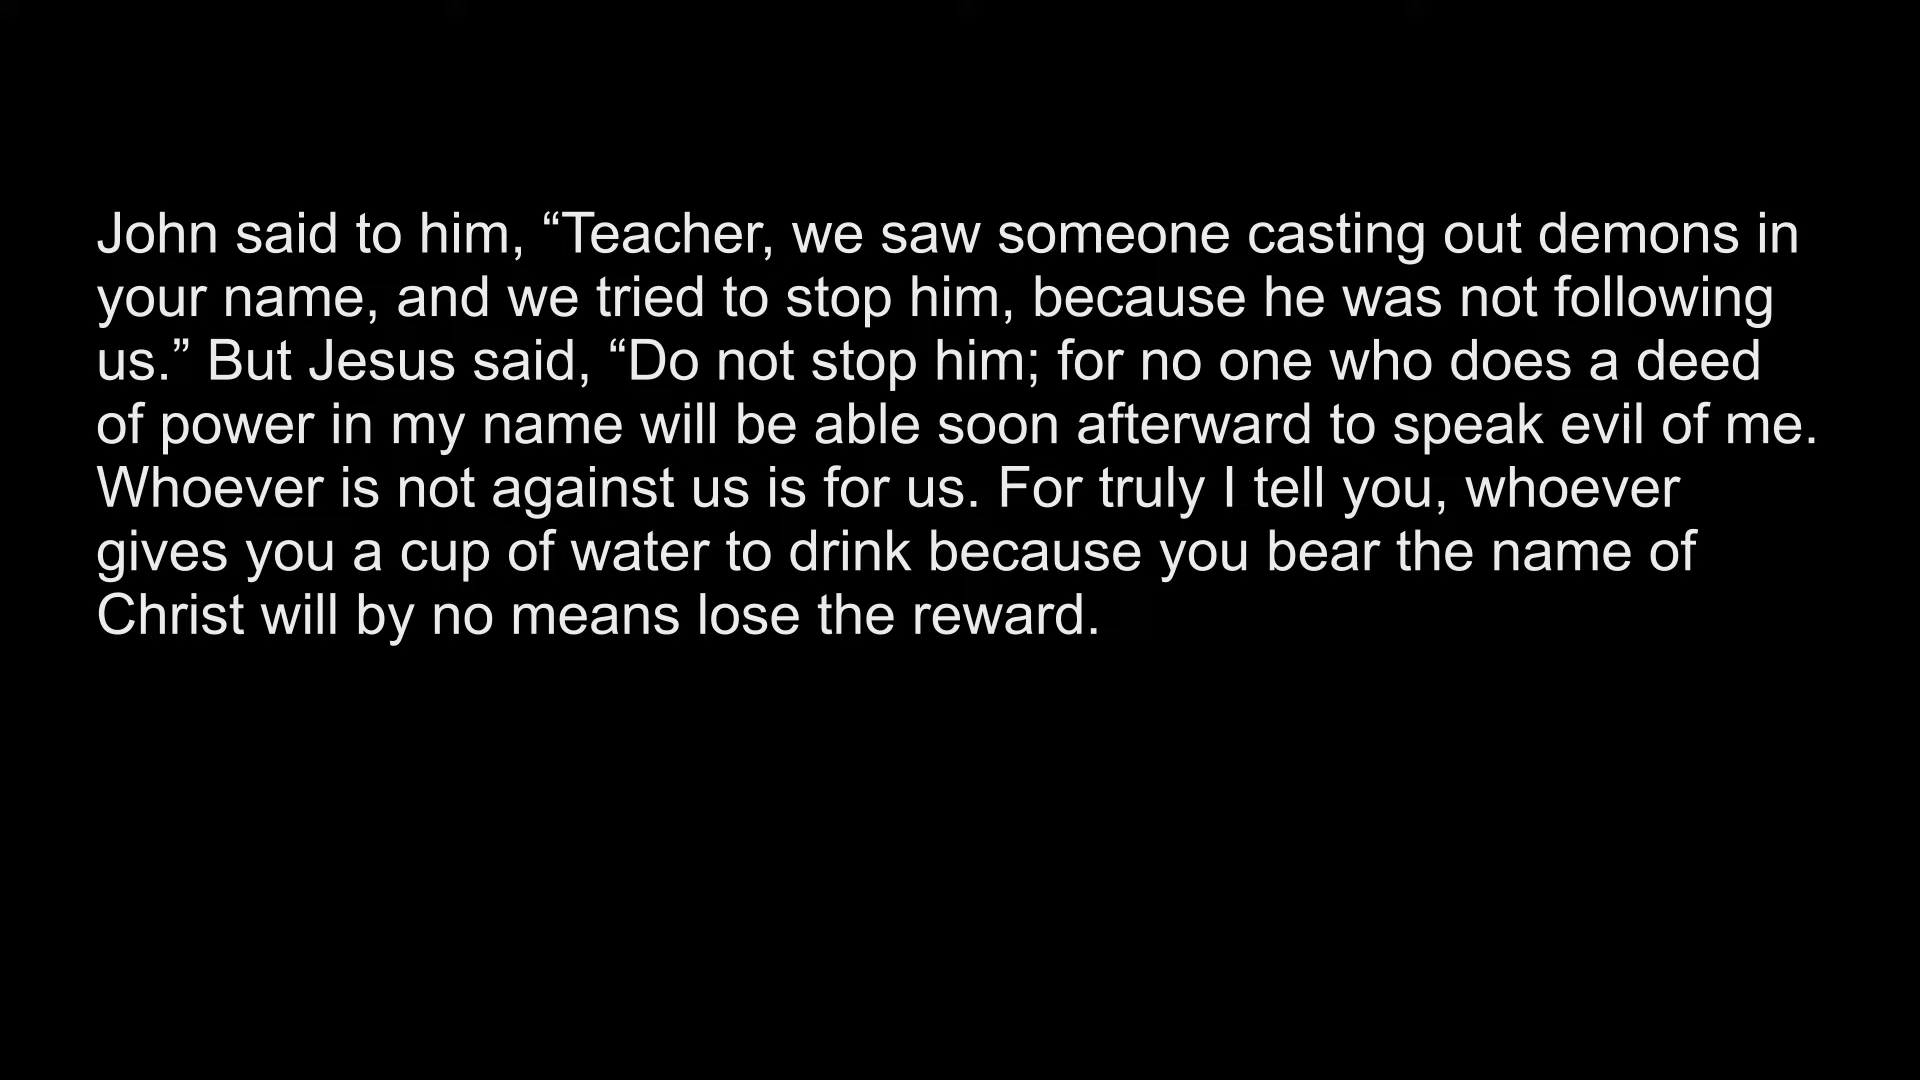 John said to him, “Teacher, we saw someone casting out demons in
your name, and we tried to stop him, because he was not following
us.” But Jesus said, “Do not stop him; for no one who does a deed
of power in my name will be able soon afterward to speak evil of me.
Whoever is not against us is for us. For truly I tell you, whoever
gives you a cup of water to drink because you bear the name of
Christ will by no means lose the reward.